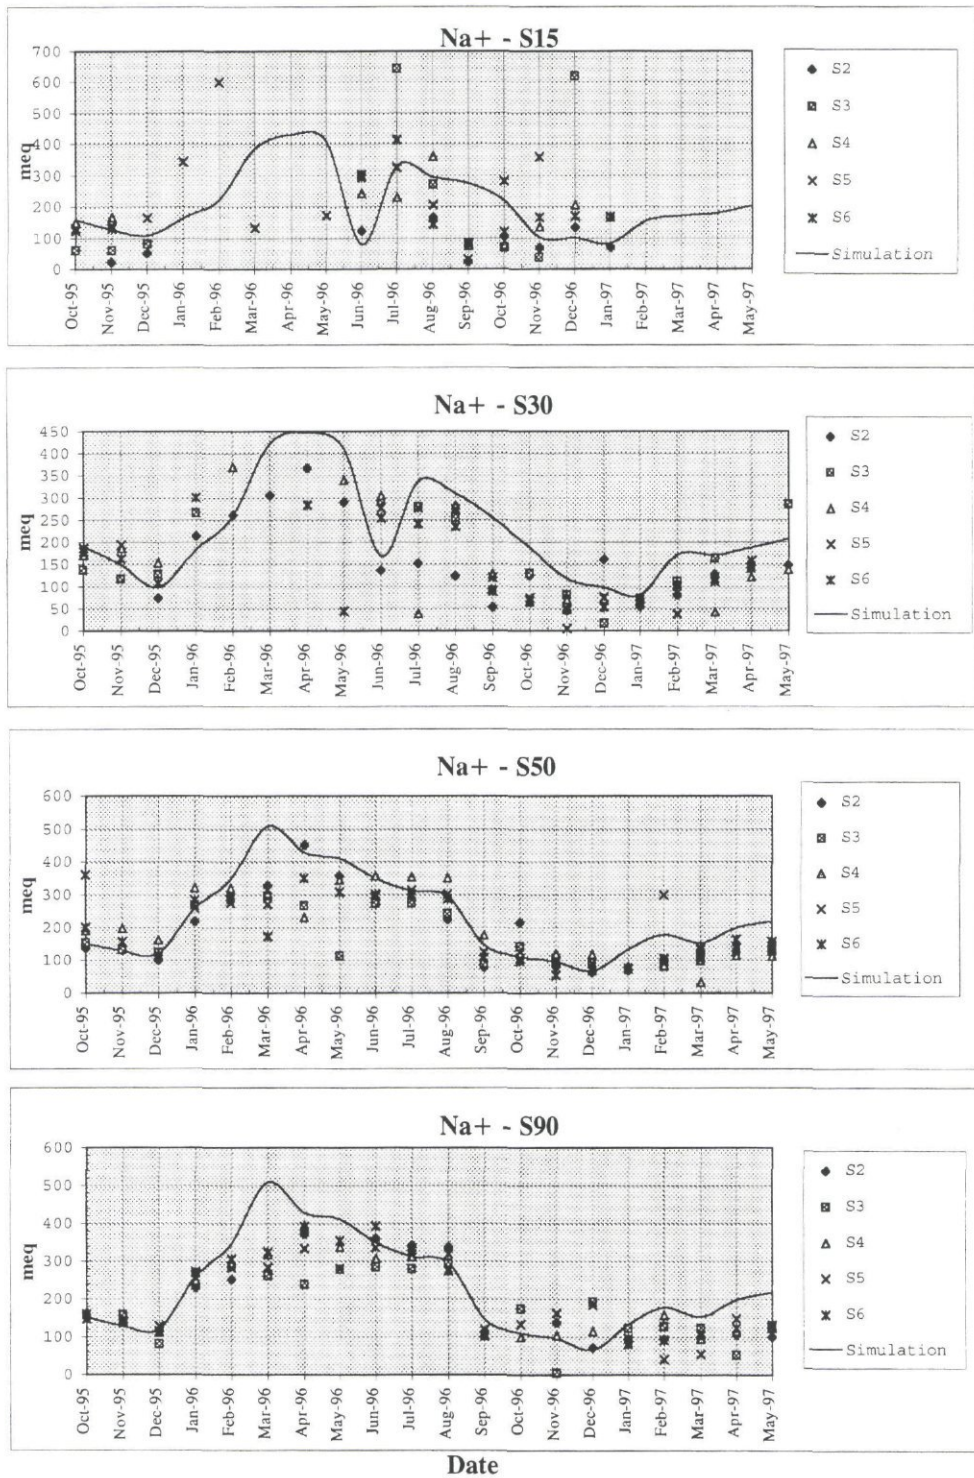 Na+ - S15
700
600
500
400
300
200
100
0
meq
Oct-95
Nov-95
Dec-95
Jan-96
Feb-96
Mar-96
Apr-96
May-96
Jun-96
Jul-96
Aug-96
Sep-96
Oct-96
Nov-96
Dec-96
Jan-97
Feb-97
Mar-97
Apr-97
May-97
S2
S3
S4
S5
S6
Simulation
Na+ - S30
450
400
350
300
250
200
150
100
50
0
meq
Oct-95
Nov-95
Dec-95
Jan-96
Feb-96
Mar-96
Apr-96
May-96
Jun-96
Jul-96
Aug-96
Sep-96
Oct-96
Nov-96
Dec-96
Jan-97
Feb-97
Mar-97
Apr-97
May-97
S2
S3
S4
S5
S6
Simulation
Na+ - S50
600
500
400
300
200
100
0
meq
Oct-95
Nov-95
Dec-95
Jan-96
Feb-96
Mar-96
Apr-96
May-96
Jun-96
Jul-96
Aug-96
Sep-96
Oct-96
Nov-96
Dec-96
Jan-97
Feb-97
Mar-97
Apr-97
May-97
S2
S3
S4
S5
S6
Simulation
Na+ - S90
600
500
400
300
200
100
0
meq
Oct-95
Nov-95
Dec-95
Jan-96
Feb-96
Mar-96
Apr-96
May-96
Jun-96
Jul-96
Aug-96
Sep-96
Oct-96
Nov-96
Dec-96
Jan-97
Feb-97
Mar-97
Apr-97
May-97
S2
S3
S4
S5
S6
Simulation
Date